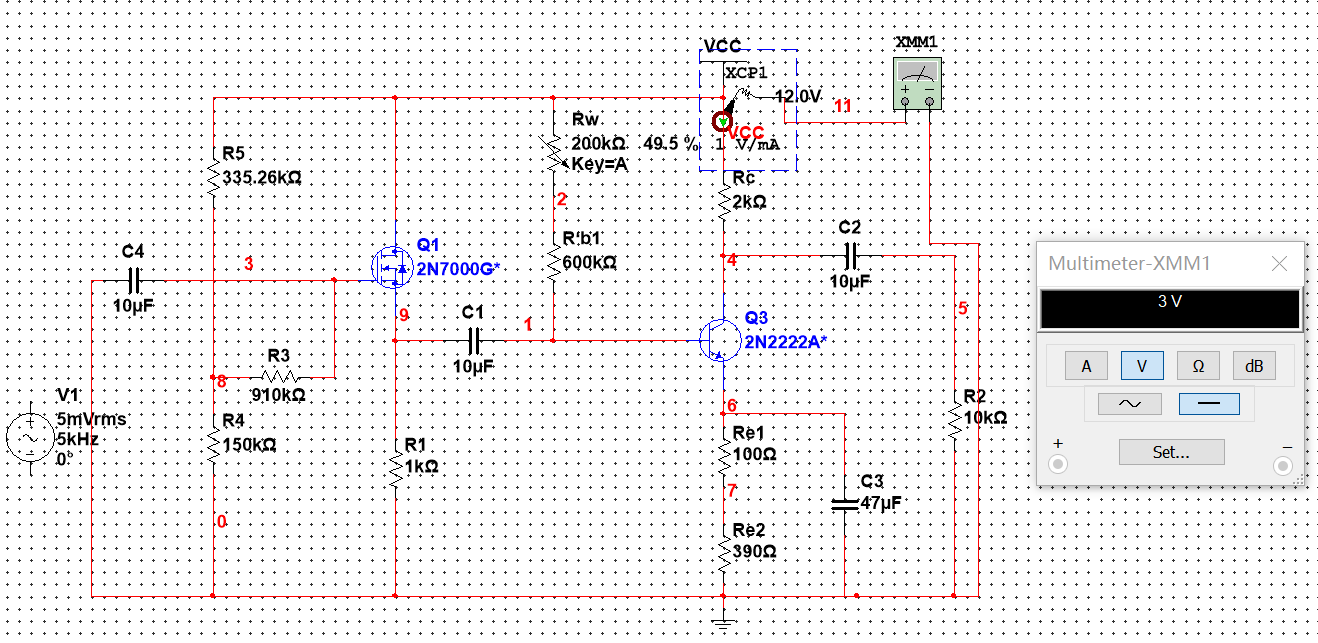 VCC
XMM1
XCP1
12.0V
11
Rw
200kΩ
49.5 %
Key=A
VCC
1 V/mA
R5
335.26kΩ
Rc
2kΩ
2
C4
10µF
3
Q1
2N7000G*
R'b1
600kΩ
4
C2
10µF
Multimeter-XMM1
3 V
9
C1
10µF
1
Q3
2N2222A*
5
A
V
Ω
dB
R3
910kΩ
8
V1
5mVrms
5kHz
0°
R4
150kΩ
R1
1kΩ
6
Re1
100Ω
R2
10kΩ
+
Set...
−
7
C3
47µF
0
Re2
390Ω